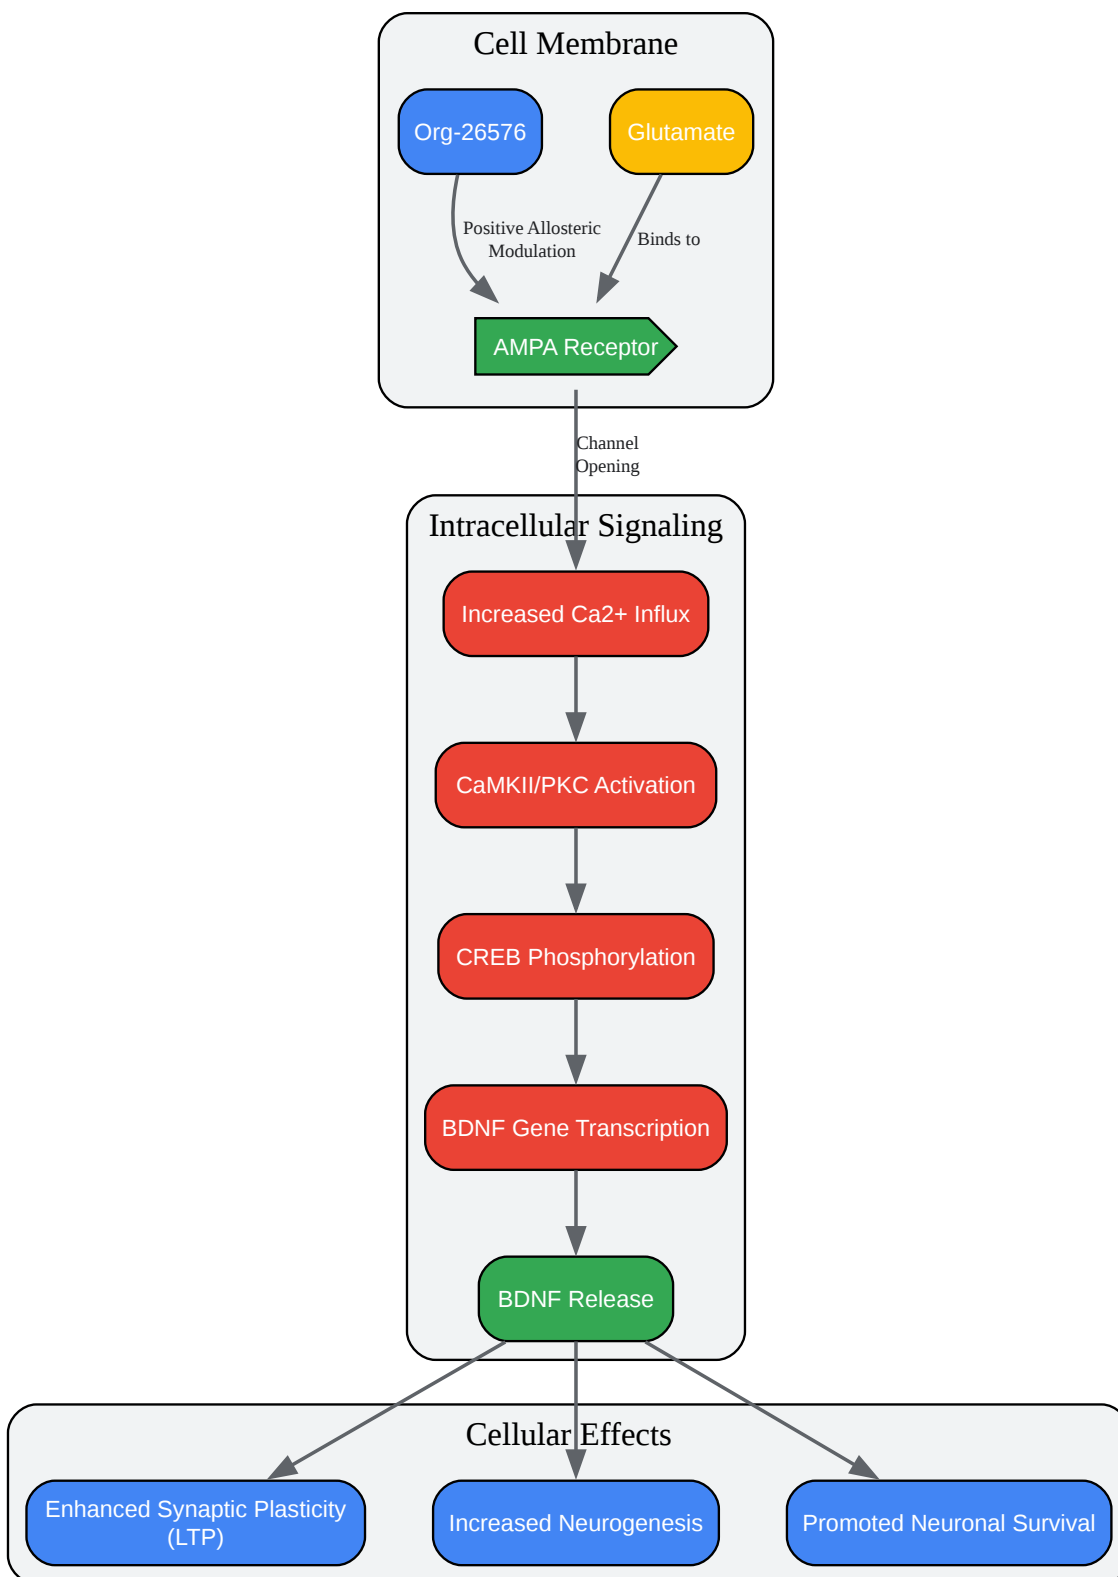 Cell Membrane
Org-26576
Glutamate
Positive Allosteric
Modulation
Binds to
AMPA Receptor
Channel
Opening
Intracellular Signaling
Increased Ca2+ Influx
CaMKII/PKC Activation
CREB Phosphorylation
BDNF Gene Transcription
BDNF Release
Cellular Effects
Enhanced Synaptic Plasticity
(LTP)
Increased Neurogenesis
Promoted Neuronal Survival